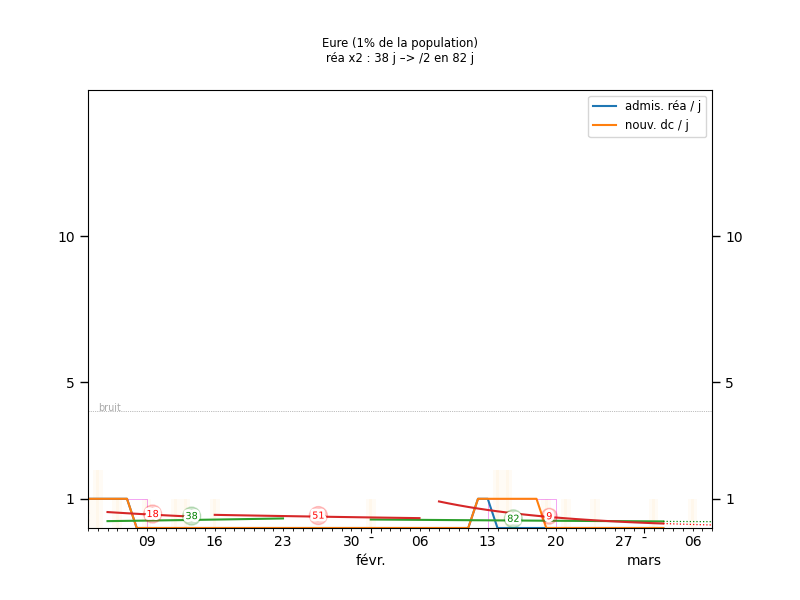 Eure (1% de la population)
réa x2 : 38 j –> /2 en 82 j
admis. réa / j
nouv. dc / j
10 10
5 5
bruit
1 1
18 38 51 82 9
09 16 23 30 - 06 13 20 27 - 06
févr. mars